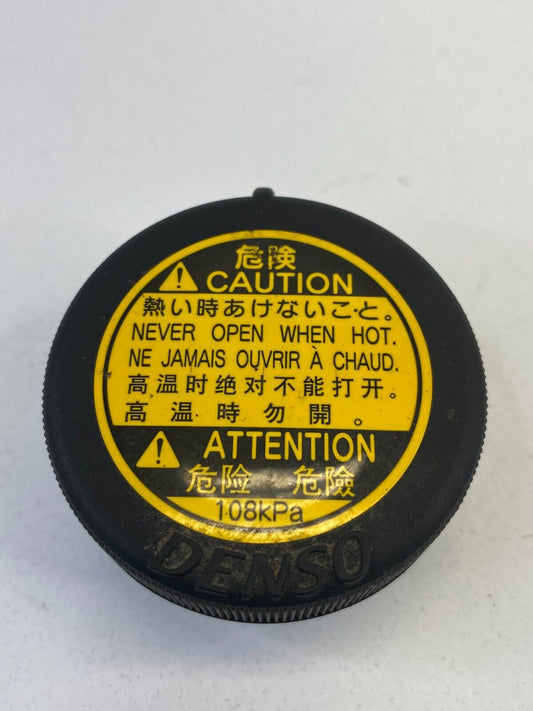 危険
CAUTION
熱い時あけないこと。
NEVER OPEN WHEN HOT.
NE JAMAIS OUVRIR À CHAUD.
高温时绝对不能打开.
高温時勿開。
ATTENTION
危险 危險
108kPa
DENSO